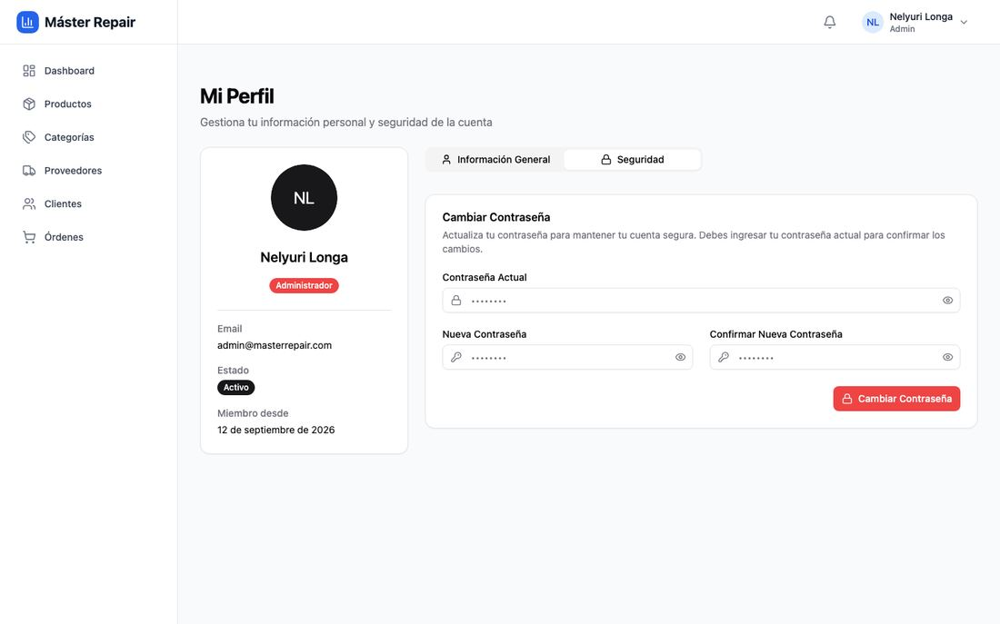 Máster Repair
NL
Nelyuri Longa
Admin
Dashboard
Productos
Categorías
Proveedores
Clientes
Órdenes
Mi Perfil
Gestiona tu información personal y seguridad de la cuenta
NL
Nelyuri Longa
Administrador
Email
admin@masterrepair.com
Estado
Activo
Miembro desde
12 de septiembre de 2026
Información General
Seguridad
Cambiar Contraseña
Actualiza tu contraseña para mantener tu cuenta segura. Debes ingresar tu contraseña actual para confirmar los
cambios.
Contraseña Actual
••••••••
Nueva Contraseña
Confirmar Nueva Contraseña
••••••••
••••••••
Cambiar Contraseña